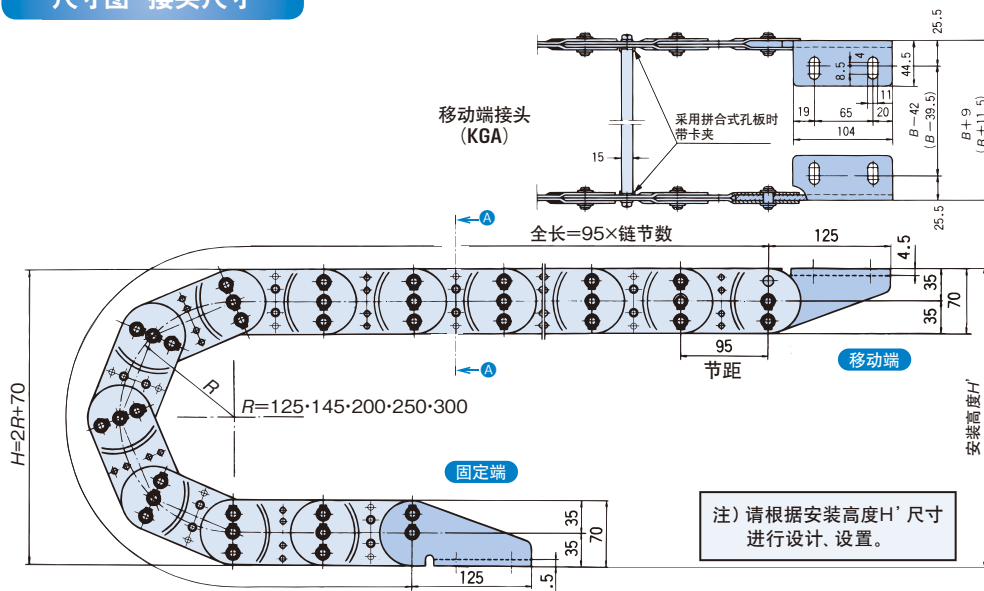 尺寸图 接头尺寸
移动端接头
(KGA)
采用拼合式孔板时
带卡夹
15
4
8.5
11
19
65
20
104
25.5
44.5
B−42
(B−39.5)
B+9
(B+11.5)
25.5
A
全长=95×链节数
125
4.5
35
35
70
95
节距
移动端
A
R
R=125·145·200·250·300
H=2R+70
安装高度H'
固定端
35
35
70
125
.5
注）请根据安装高度H’尺寸
进行设计、设置。